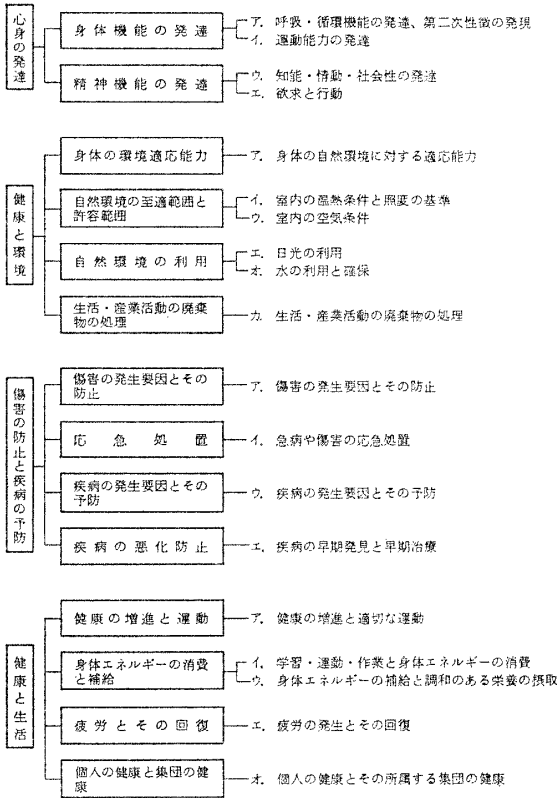 心身の発達
身体機能の発達
ア．呼吸・循環機能の発達、第二次性徴の発現
イ．運動能力の発達
精神機能の発達
ウ．知能・情動・社会性の発達
エ．欲求と行動
健康と環境
身体の環境適応能力
ア．身体の自然環境に対する適応能力
自然環境の至適範囲と
許容範囲
イ．室内の温熱条件と照度の基準
ウ．室内の空気条件
自然環境の利用
エ．日光の利用
オ．水の利用と確保
生活・産業活動の廃棄
物の処理
カ．生活・産業活動の廃棄物の処理
傷害の防止と疾病の予防
傷害の発生要因とその
防止
ア．傷害の発生要因とその防止
応急処置
イ．急病や傷害の応急処置
疾病の発生要因とその
予防
ウ．疾病の発生要因とその予防
疾病の悪化防止
エ．疾病の早期発見と早期治療
健康と生活
健康の増進と運動
ア．健康の増進と適切な運動
身体エネルギーの消費
と補給
イ．学習・運動・作業と身体エネルギーの消費
ウ．身体エネルギーの補給と調和のある栄養の摂取
疲労とその回復
エ．疲労の発生とその回復
個人の健康と集団の健
康
オ．個人の健康とその所属する集団の健康